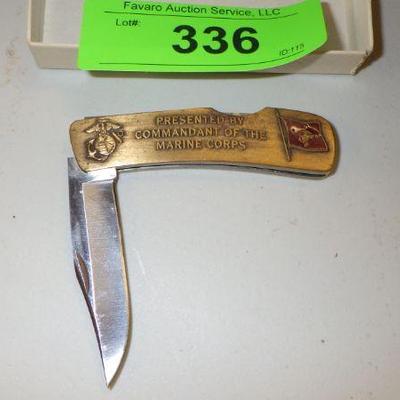 Favaro Auction Service, LLC
Lot#:
336
ID:115
PRESENTED BY
COMMANDANT OF THE
MARINE CORPS